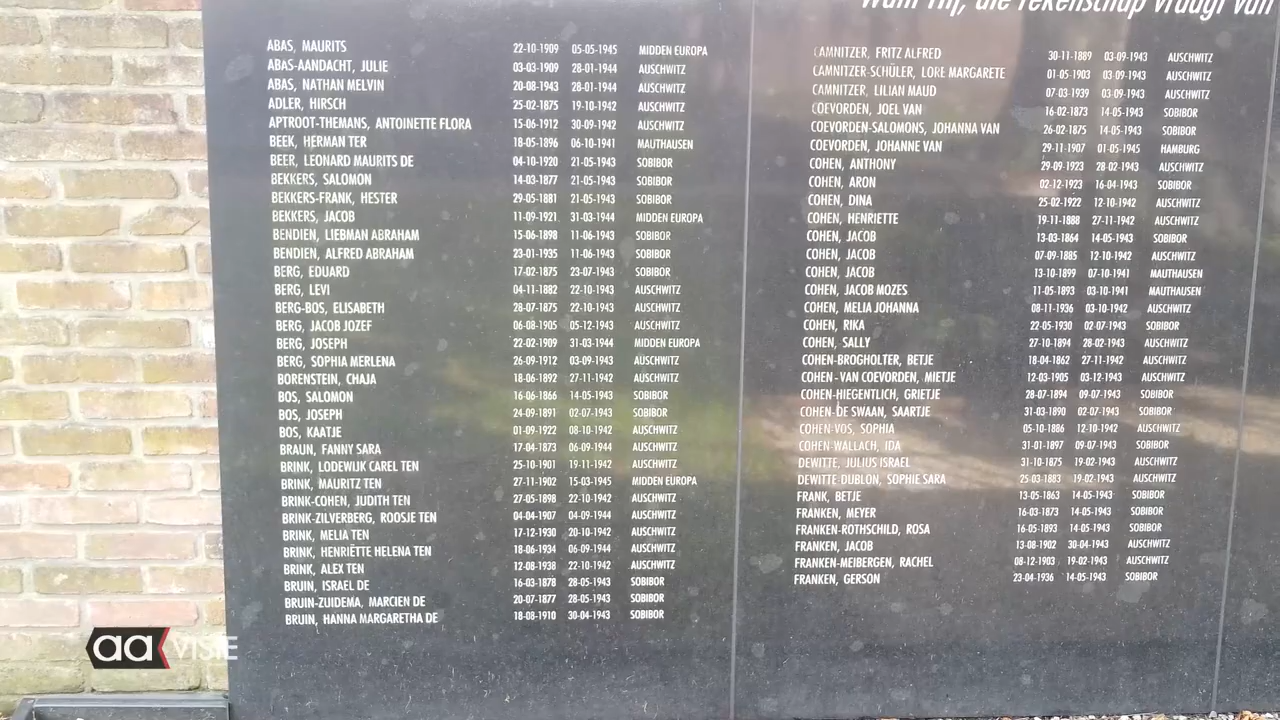 Want Hij, die rekenschap vraagt van
ABAS, MAURITS 22-10-1909 05-05-1945 MIDDEN EUROPA
ABAS-AANDACHT, JULIE 03-03-1909 28-01-1944 AUSCHWITZ
ABAS, NATHAN MELVIN 20-08-1943 28-01-1944 AUSCHWITZ
ADLER, HIRSCH 25-02-1875 19-10-1942 AUSCHWITZ
APTROOT-THEMANS, ANTOINETTE FLORA 15-06-1912 30-09-1942 AUSCHWITZ
BEEK, HERMAN TER 18-05-1896 06-10-1941 MAUTHAUSEN
BEER, LEONARD MAURITS DE 04-10-1920 21-05-1943 SOBIBOR
BEKKERS, SALOMON 14-03-1877 21-05-1943 SOBIBOR
BEKKERS-FRANK, HESTER 29-05-1881 21-05-1943 SOBIBOR
BEKKERS, JACOB 11-09-1921 31-03-1944 MIDDEN EUROPA
BENDIEN, LIEBMAN ABRAHAM 15-06-1898 11-06-1943 SOBIBOR
BENDIEN, ALFRED ABRAHAM 23-01-1935 11-06-1943 SOBIBOR
BERG, EDUARD 17-02-1875 23-07-1943 SOBIBOR
BERG, LEVI 04-11-1882 22-10-1943 AUSCHWITZ
BERG-BOS, ELISABETH 28-07-1875 22-10-1943 AUSCHWITZ
BERG, JACOB JOZEF 06-08-1905 05-12-1943 AUSCHWITZ
BERG, JOSEPH 22-02-1909 31-03-1944 MIDDEN EUROPA
BERG, SOPHIA MERLENA 26-09-1912 03-09-1943 AUSCHWITZ
BORENSTEIN, CHAJA 18-06-1892 27-11-1942 AUSCHWITZ
BOS, SALOMON 16-06-1866 14-05-1943 SOBIBOR
BOS, JOSEPH 24-09-1891 02-07-1943 SOBIBOR
BOS, KAATJE 01-09-1922 08-10-1942 AUSCHWITZ
BRAUN, FANNY SARA 17-04-1873 06-09-1944 AUSCHWITZ
BRINK, LODEWIJK CAREL TEN 25-10-1901 19-11-1942 AUSCHWITZ
BRINK, MAURITZ TEN 27-11-1902 15-03-1945 MIDDEN EUROPA
BRINK-COHEN, JUDITH TEN 27-05-1898 22-10-1942 AUSCHWITZ
BRINK-ZILVERBERG, ROOSJE TEN 04-04-1907 04-09-1944 AUSCHWITZ
BRINK, MELIA TEN 17-12-1930 20-10-1942 AUSCHWITZ
BRINK, HENRIËTTE HELENA TEN 18-06-1934 06-09-1944 AUSCHWITZ
BRINK, ALEX TEN 12-08-1938 22-10-1942 AUSCHWITZ
BRUIN, ISRAEL DE 16-03-1878 28-05-1943 SOBIBOR
BRUIN-ZUIDEMA, MARCIEN DE 20-07-1877 28-05-1943 SOBIBOR
BRUIN, HANNA MARGARETHA DE 18-08-1910 30-04-1943 SOBIBOR
CAMNITZER, FRITZ ALFRED 30-11-1889 03-09-1943 AUSCHWITZ
CAMNITZER-SCHÜLER, LORE MARGARETE 01-05-1903 03-09-1943 AUSCHWITZ
CAMNITZER, LILIAN MAUD 07-03-1939 03-09-1943 AUSCHWITZ
COEVORDEN, JOEL VAN 16-02-1873 14-05-1943 SOBIBOR
COEVORDEN-SALOMONS, JOHANNA VAN 26-02-1875 14-05-1943 SOBIBOR
COEVORDEN, JOHANNE VAN 29-11-1907 01-05-1945 HAMBURG
COHEN, ANTHONY 29-09-1923 28-02-1943 AUSCHWITZ
COHEN, ARON 02-12-1923 16-04-1943 SOBIBOR
COHEN, DINA 25-02-1922 12-10-1942 AUSCHWITZ
COHEN, HENRIETTE 19-11-1888 27-11-1942 AUSCHWITZ
COHEN, JACOB 13-03-1864 14-05-1943 SOBIBOR
COHEN, JACOB 07-09-1885 12-10-1942 AUSCHWITZ
COHEN, JACOB 13-10-1899 07-10-1941 MAUTHAUSEN
COHEN, JACOB MOZES 11-05-1893 03-10-1941 MAUTHAUSEN
COHEN, MELIA JOHANNA 08-11-1936 03-10-1942 AUSCHWITZ
COHEN, RIKA 22-05-1930 02-07-1943 SOBIBOR
COHEN, SALLY 27-10-1894 28-02-1943 AUSCHWITZ
COHEN-BROGHOLTER, BETJE 18-04-1862 27-11-1942 AUSCHWITZ
COHEN-VAN COEVORDEN, MIETJE 12-03-1905 03-12-1943 AUSCHWITZ
COHEN-HIEGENTLICH, GRIETJE 28-07-1894 09-07-1943 SOBIBOR
COHEN-DE SWAAN, SAARTJE 31-03-1890 02-07-1943 SOBIBOR
COHEN-VOS, SOPHIA 05-10-1886 12-10-1942 AUSCHWITZ
COHEN-WALLACH, IDA 31-01-1897 09-07-1943 SOBIBOR
DEWITTE, JULIUS ISRAEL 31-10-1875 19-02-1943 AUSCHWITZ
DEWITTE-DUBLON, SOPHIE SARA 25-03-1883 19-02-1943 AUSCHWITZ
FRANK, BETJE 13-05-1863 14-05-1943 SOBIBOR
FRANKEN, MEYER 16-03-1873 14-05-1943 SOBIBOR
FRANKEN-ROTHSCHILD, ROSA 16-05-1893 14-05-1943 SOBIBOR
FRANKEN, JACOB 13-08-1902 30-04-1943 AUSCHWITZ
FRANKEN-MEIBERGEN, RACHEL 08-12-1903 19-02-1943 AUSCHWITZ
FRANKEN, GERSON 23-04-1936 14-05-1943 SOBIBOR
aa VISIE